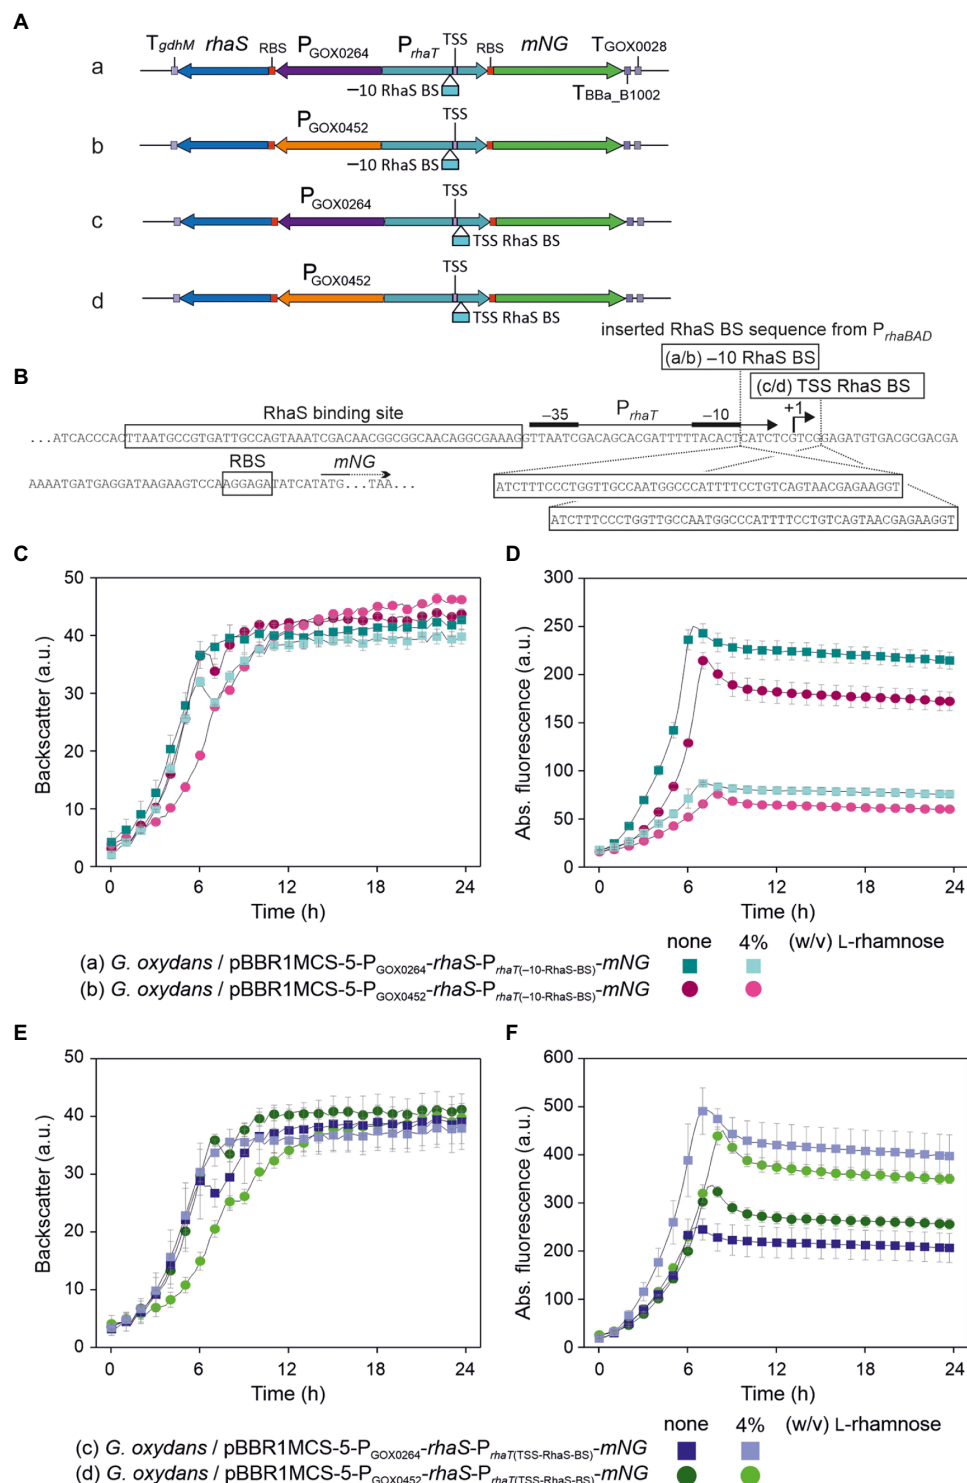 A
TgdhM rhaS RBS PGOX0264 PrhaT TSS RBS mNG TGOX0028
a
−10 RhaS BS TBBa_B1002
TSS
PGOX0452
b
−10 RhaS BS
TSS
PGOX0264
c
TSS RhaS BS
TSS
PGOX0452
d
TSS RhaS BS
inserted RhaS BS sequence from PrhaBAD
(a/b) −10 RhaS BS
B
(c/d) TSS RhaS BS
RhaS binding site −35 PrhaT −10 +1
...ATCACCCACTTAATGCCGTGATTGCCAGTAAATCGACAACGGCGGCAACAGGCGAAAGGTTAATCGACAGCACGATTTTTACACTCATCTCGTCGGAGATGTGACGCGACGA
RBS mNG
AAAATGATGAGGATAAGAAGTCCAAGGAGATATCATATG...TAA...
ATCTTTCCCTGGTTGCCAATGGCCCATTTTCCTGTCAGTAACGAGAAGGT
ATCTTTCCCTGGTTGCCAATGGCCCATTTTCCTGTCAGTAACGAGAAGGT
C
50
40
30
20
10
0
Backscatter (a.u.)
0 6 12 18 24
Time (h)
D
300
250
200
150
100
50
0
Abs. fluorescence (a.u.)
0 6 12 18 24
Time (h)
none 4% (w/v) L-rhamnose
(a) G. oxydans / pBBR1MCS-5-PGOX0264-rhaS-PrhaT(−10-RhaS-BS)-mNG
(b) G. oxydans / pBBR1MCS-5-PGOX0452-rhaS-PrhaT(−10-RhaS-BS)-mNG
E
50
40
30
20
10
0
Backscatter (a.u.)
0 6 12 18 24
Time (h)
F
600
500
400
300
200
100
0
Abs. fluorescence (a.u.)
0 6 12 18 24
Time (h)
none 4% (w/v) L-rhamnose
(c) G. oxydans / pBBR1MCS-5-PGOX0264-rhaS-PrhaT(TSS-RhaS-BS)-mNG
(d) G. oxydans / pBBR1MCS-5-PGOX0452-rhaS-PrhaT(TSS-RhaS-BS)-mNG